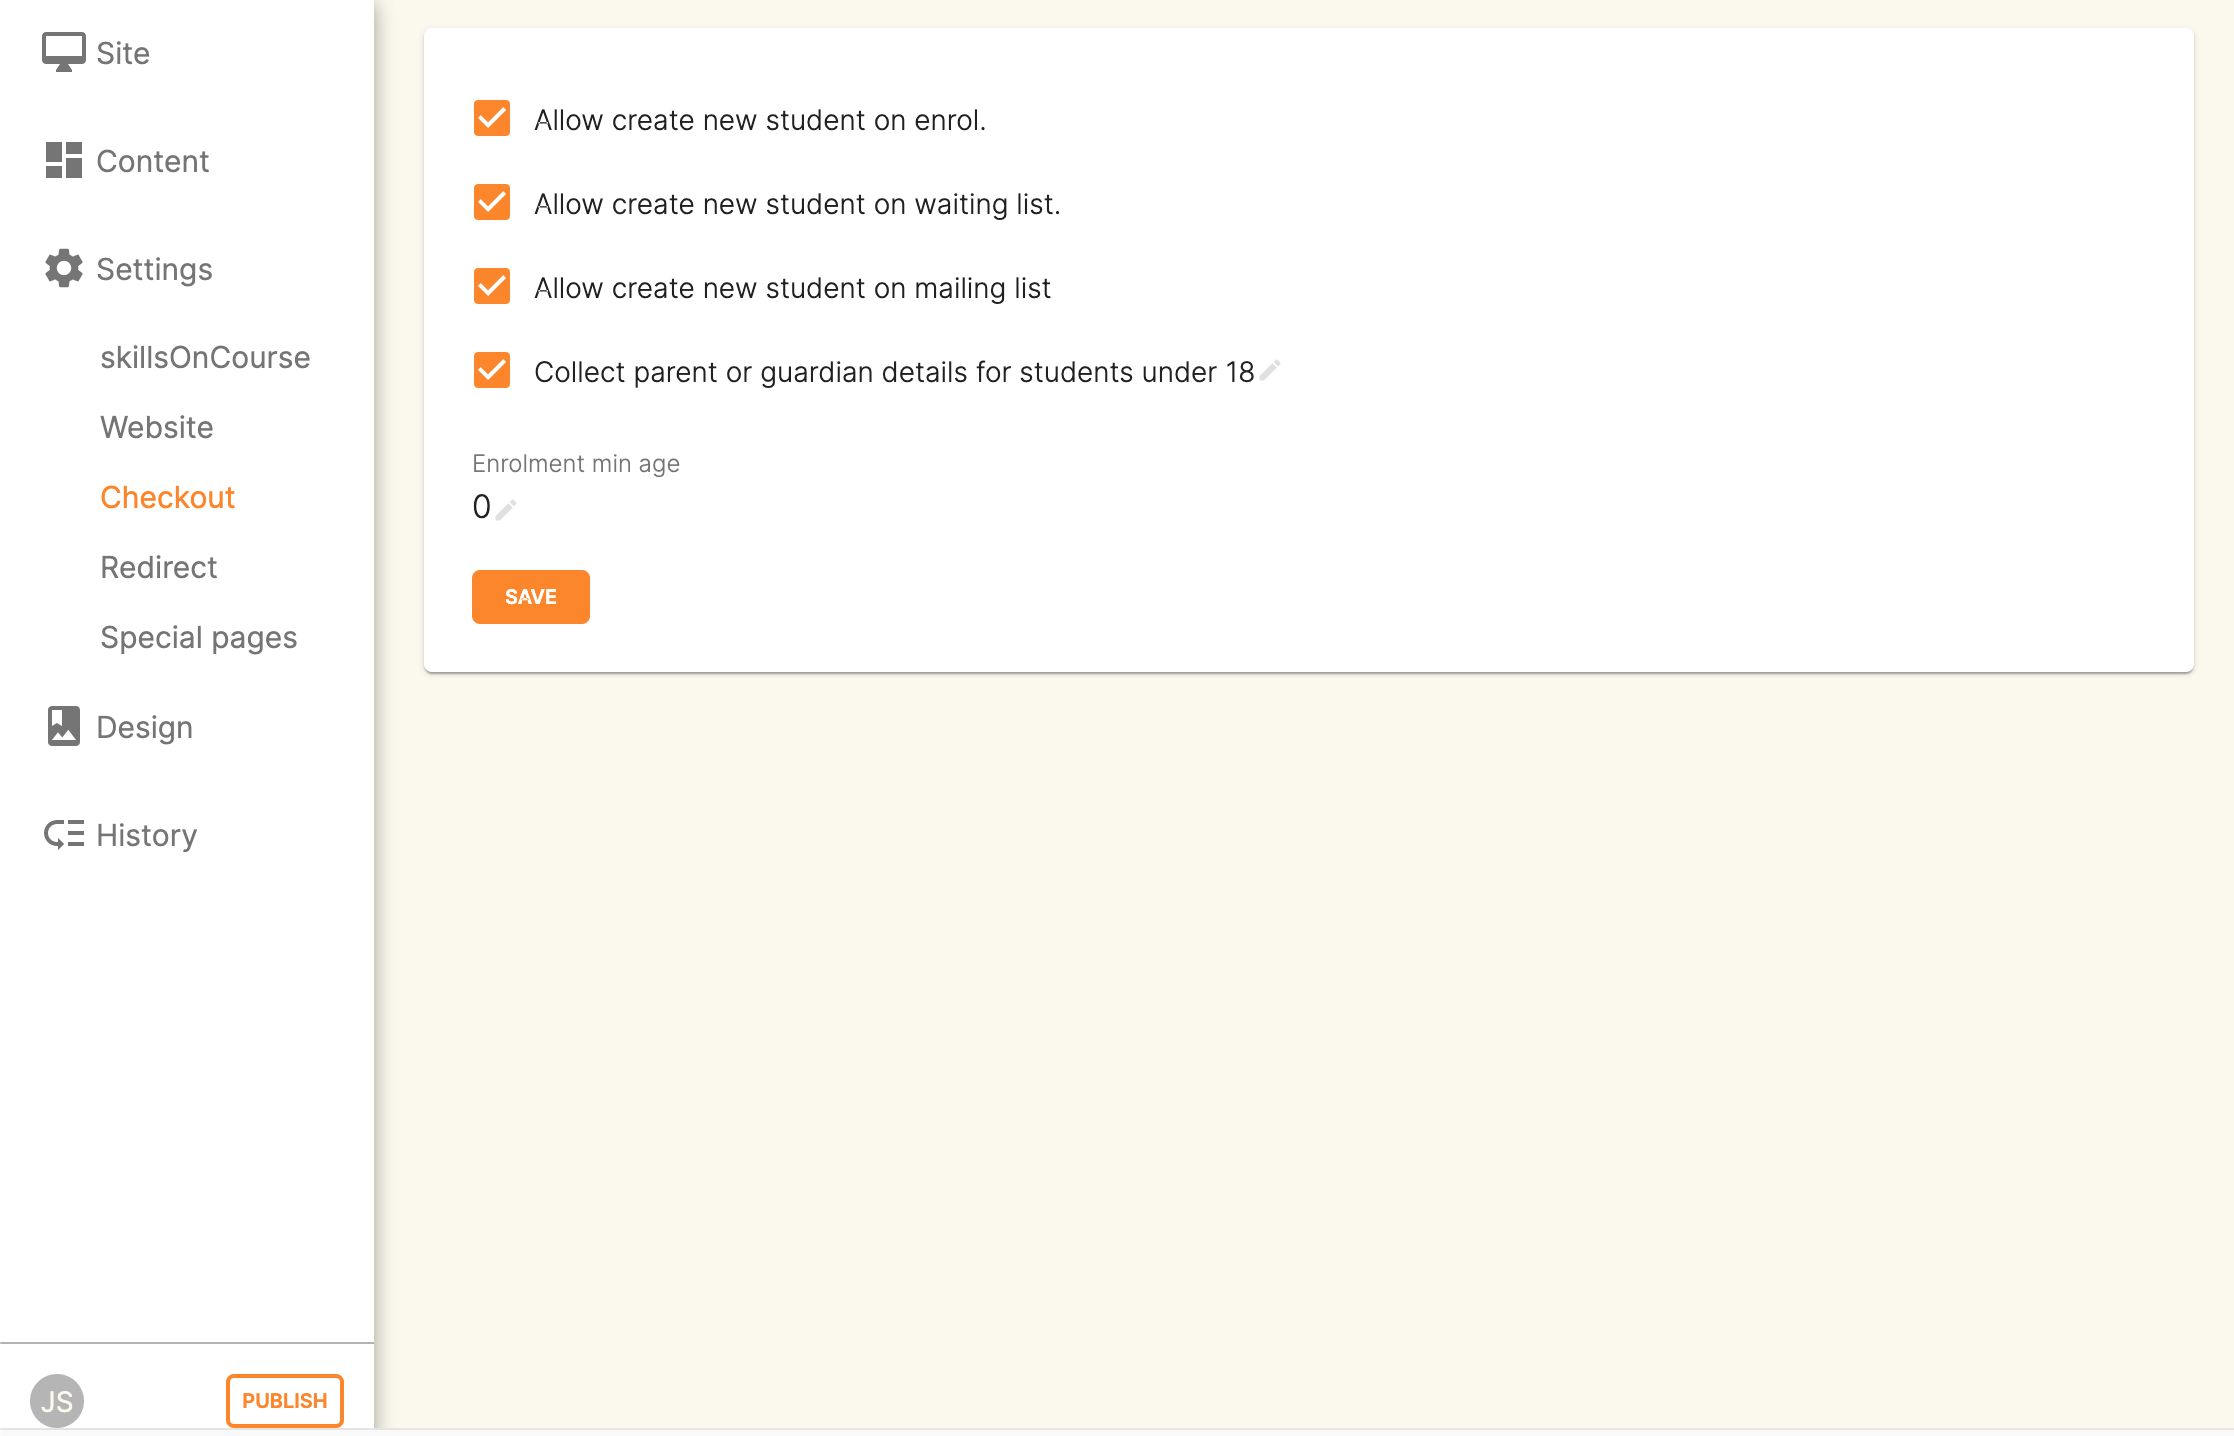 Site
Content
Settings
skillsOnCourse
Website
Checkout
Redirect
Special pages
Design
History
JS
PUBLISH
Allow create new student on enrol.
Allow create new student on waiting list.
Allow create new student on mailing list
Collect parent or guardian details for students under 18
Enrolment min age
0
SAVE